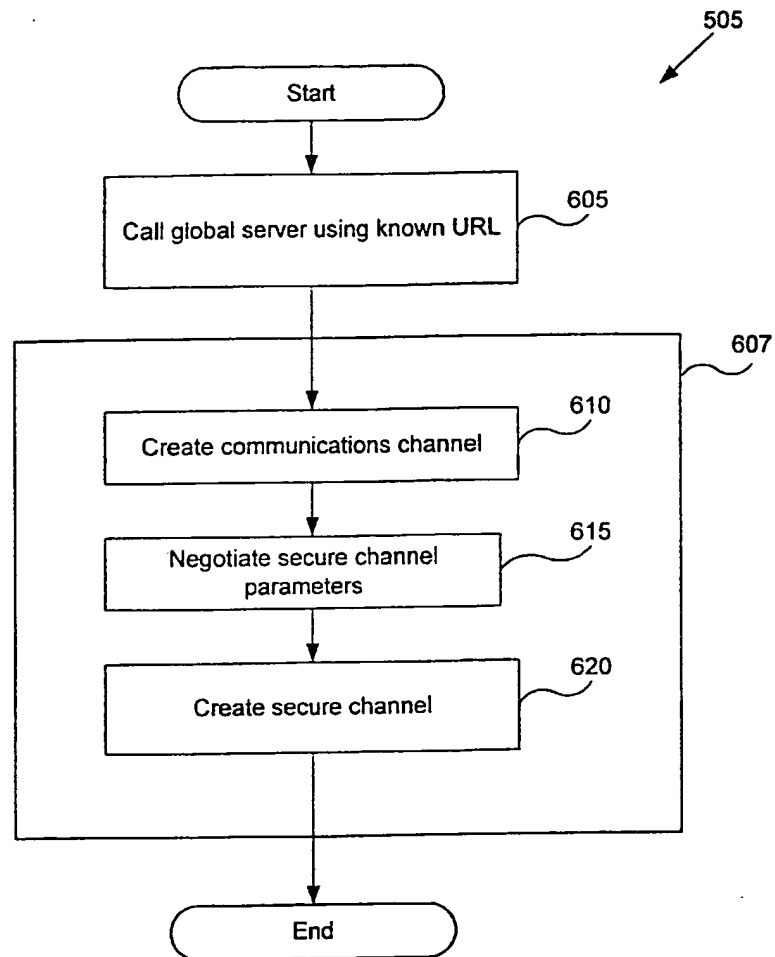 505
Start
Call global server using known URL
605
607
Create communications channel
610
Negotiate secure channel
parameters
615
Create secure channel
620
End